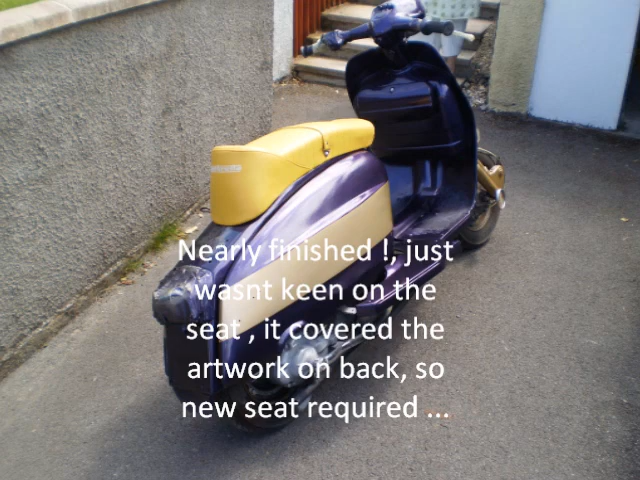 Nearly finished !, just
wasnt keen on the
seat , it covered the
artwork on back, so
new seat required ...